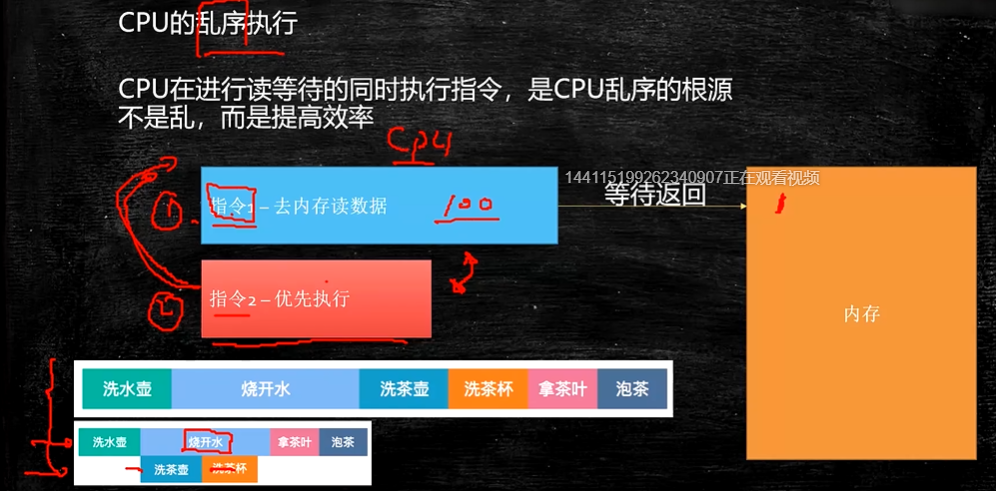 CPU的乱序执行
CPU在进行读等待的同时执行指令，是CPU乱序的根源
不是乱，而是提高效率
CPU
144115199262340907正在观看视频
① 指令1 – 去内存读数据 100
等待返回
1
② 指令2 – 优先执行
内存
洗水壶 烧开水 洗茶壶 洗茶杯 拿茶叶 泡茶
洗水壶 烧开水 拿茶叶 泡茶
洗茶壶 洗茶杯